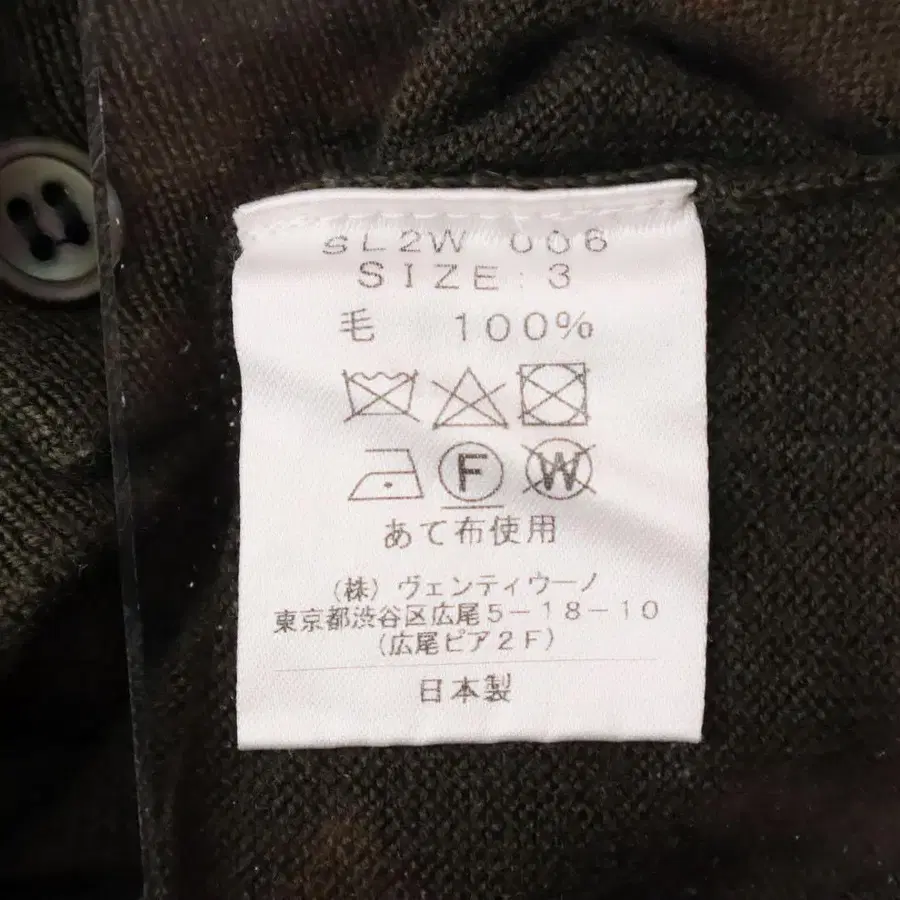 SL2W 006
SIZE:3
毛 100%
F W
あて布使用
(株)ヴェンティウーノ
東京都渋谷区広尾5-18-10
(広尾ピア2F)
日本製